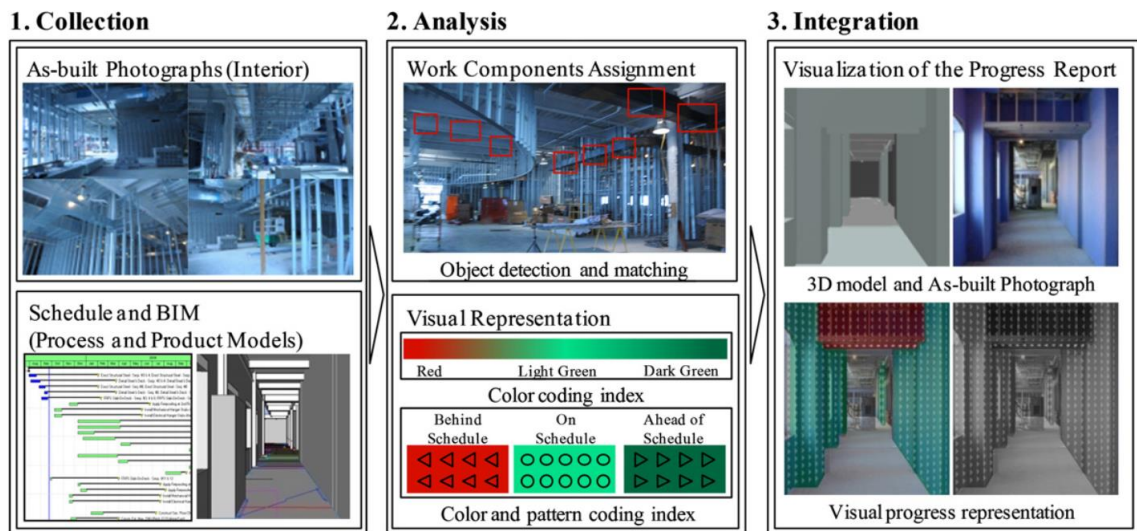 1. Collection
As-built Photographs (Interior)
Schedule and BIM
(Process and Product Models)
2. Analysis
Work Components Assignment
Object detection and matching
Visual Representation
Red
Light Green
Dark Green
Color coding index
Behind
Schedule
On
Schedule
Ahead of
Schedule
Color and pattern coding index
3. Integration
Visualization of the Progress Report
3D model and As-built Photograph
Visual progress representation